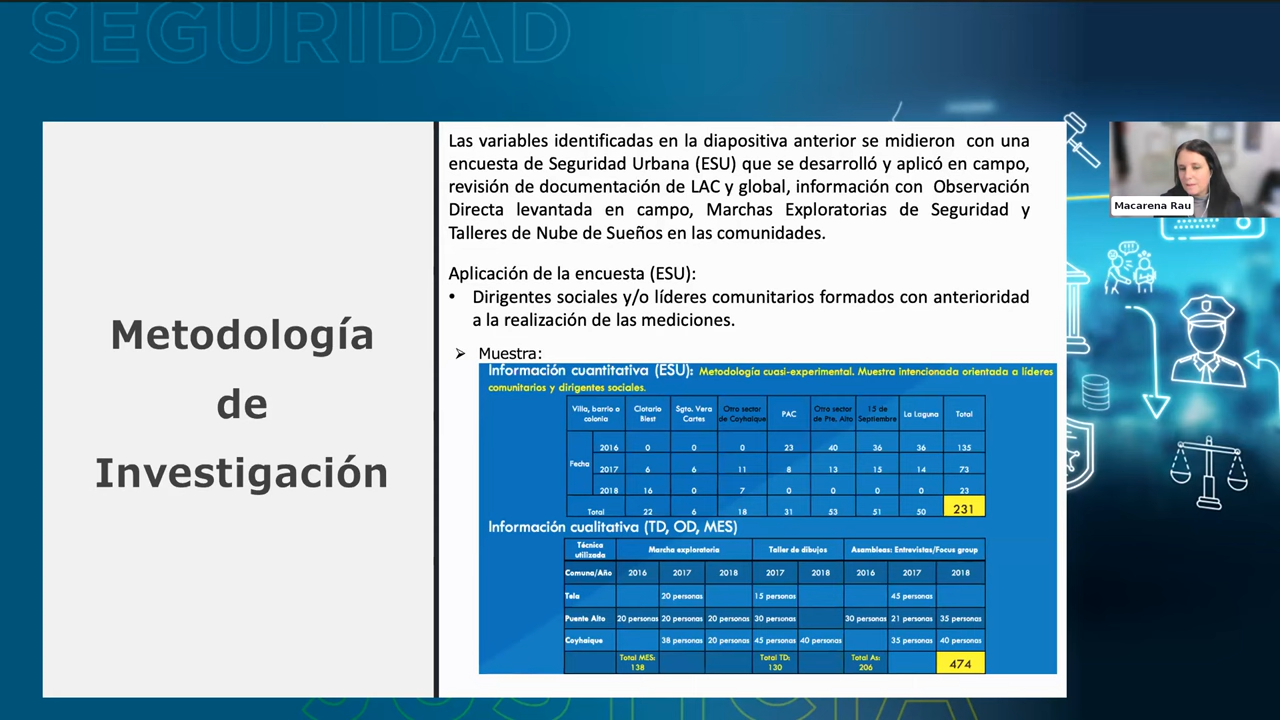 SEGURIDAD
Metodología
de
Investigación
Las variables identificadas en la diapositiva anterior se midieron con una
encuesta de Seguridad Urbana (ESU) que se desarrolló y aplicó en campo,
revisión de documentación de LAC y global, información con Observación
Directa levantada en campo, Marchas Exploratorias de Seguridad y
Talleres de Nube de Sueños en las comunidades.
Aplicación de la encuesta (ESU):
• Dirigentes sociales y/o líderes comunitarios formados con anterioridad
a la realización de las mediciones.
➢ Muestra:
Información cuantitativa (ESU): Metodología cuasi-experimental. Muestra intencionada orientada a líderes
comunitarios y dirigentes sociales.
Villa, barrio o colonia Clotario Blest Sgto. Vera Cartes Otro sector de Coyhaique PAC Otro sector de Pte. Alto 15 de Septiembre La Laguna Total
Fecha
2016 0 0 0 23 40 36 36 135
2017 6 6 11 8 13 15 14 73
2018 16 0 7 0 0 0 0 23
Total 22 6 18 31 53 51 50 231
Información cualitativa (TD, OD, MES)
Técnica utilizada Marcha exploratoria Taller de dibujos Asambleas: Entrevistas/Focus group
Comuna/Año 2016 2017 2018 2017 2018 2016 2017 2018
Tela 20 personas 15 personas 45 personas
Puente Alto 20 personas 20 personas 20 personas 30 personas 30 personas 21 personas 35 personas
Coyhaique 38 personas 20 personas 45 personas 40 personas 35 personas 40 personas
Total MES: 138 Total TD: 130 Total As: 206 474
Macarena Rau
JUSTICIA